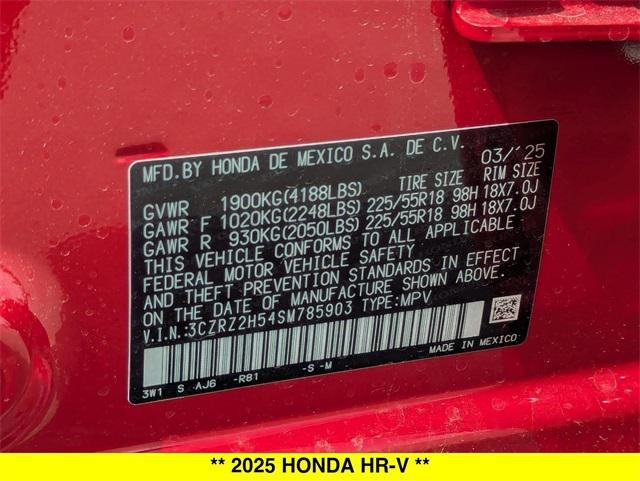 MFD.BY HONDA DE MEXICO S.A. DE C.V. 03/'25
GVWR 1900KG(4188LBS) TIRE SIZE RIM SIZE
GAWR F 1020KG(2248LBS) 225/55R18 98H 18X7.0J
GAWR R 930KG(2050LBS) 225/55R18 98H 18X7.0J
THIS VEHICLE CONFORMS TO ALL APPLICABLE
FEDERAL MOTOR VEHICLE SAFETY
AND THEFT PREVENTION STANDARDS IN EFFECT
ON THE DATE OF MANUFACTURE SHOWN ABOVE.
V.I.N.:3CZRZ2H54SM785903 TYPE:MPV
MADE IN MEXICO
3W1 S AJ6 -R81 -S -M
** 2025 HONDA HR-V **